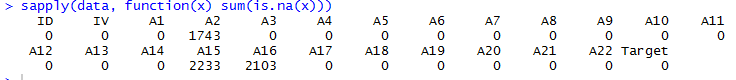 > sapply(data, function(x) sum(is.na(x)))
ID IV A1 A2 A3 A4 A5 A6 A7 A8 A9 A10 A11
0 0 0 1743 0 0 0 0 0 0 0 0 0
A12 A13 A14 A15 A16 A17 A18 A19 A20 A21 A22 Target
0 0 0 2233 2103 0 0 0 0 0 0 0
>